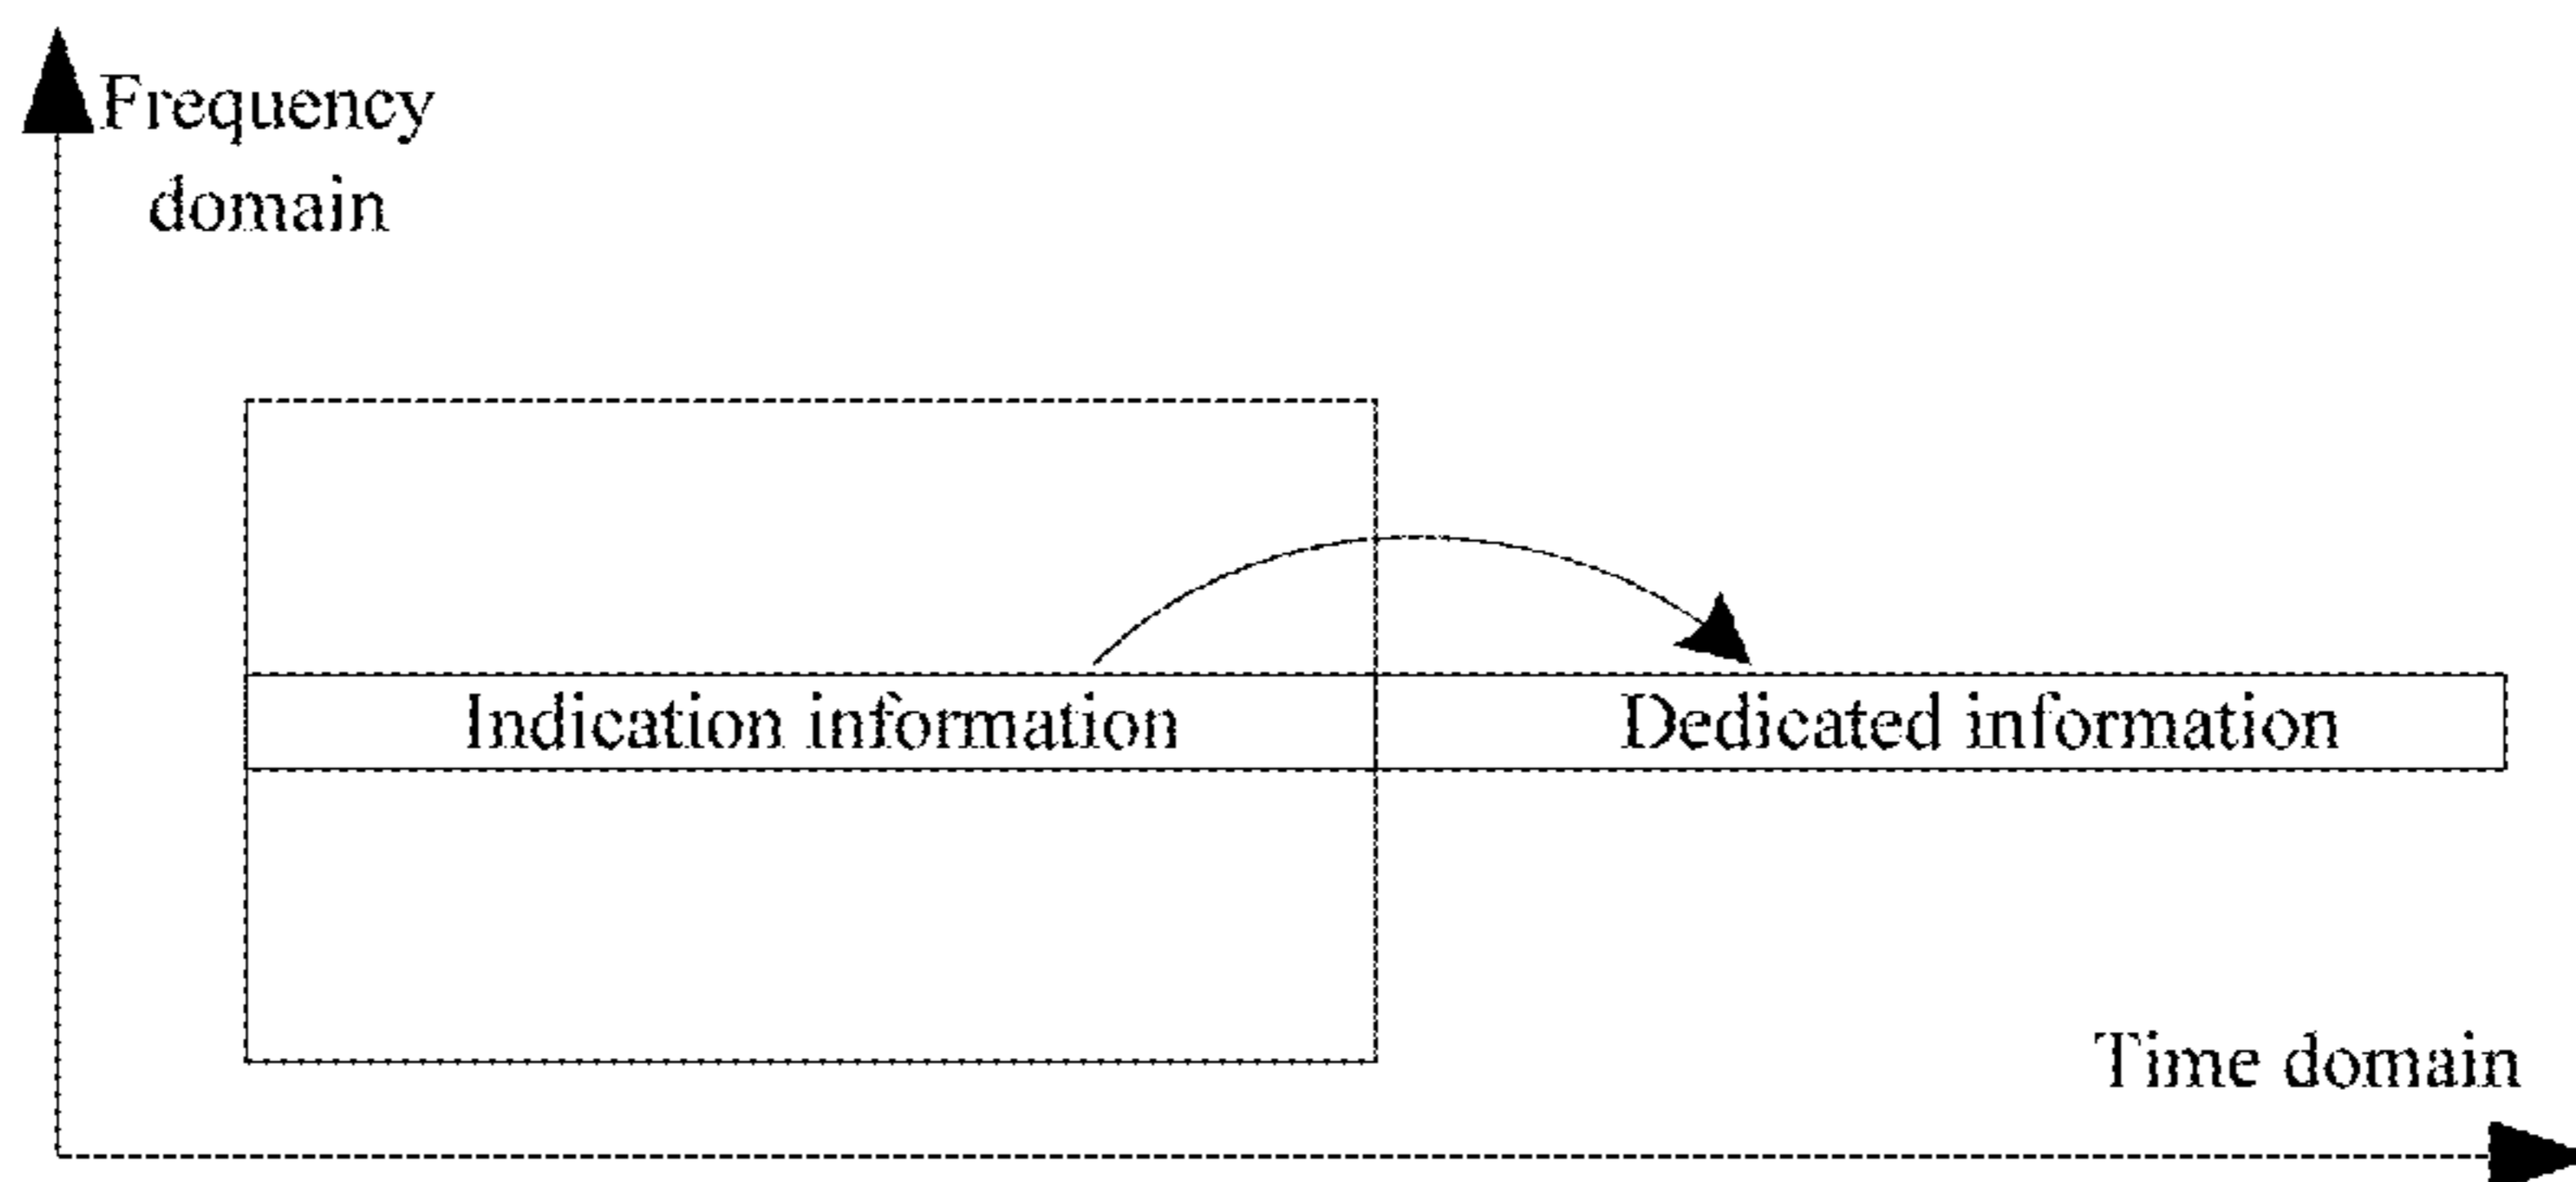 Frequency
domain
Indication information
Dedicated information
Time domain